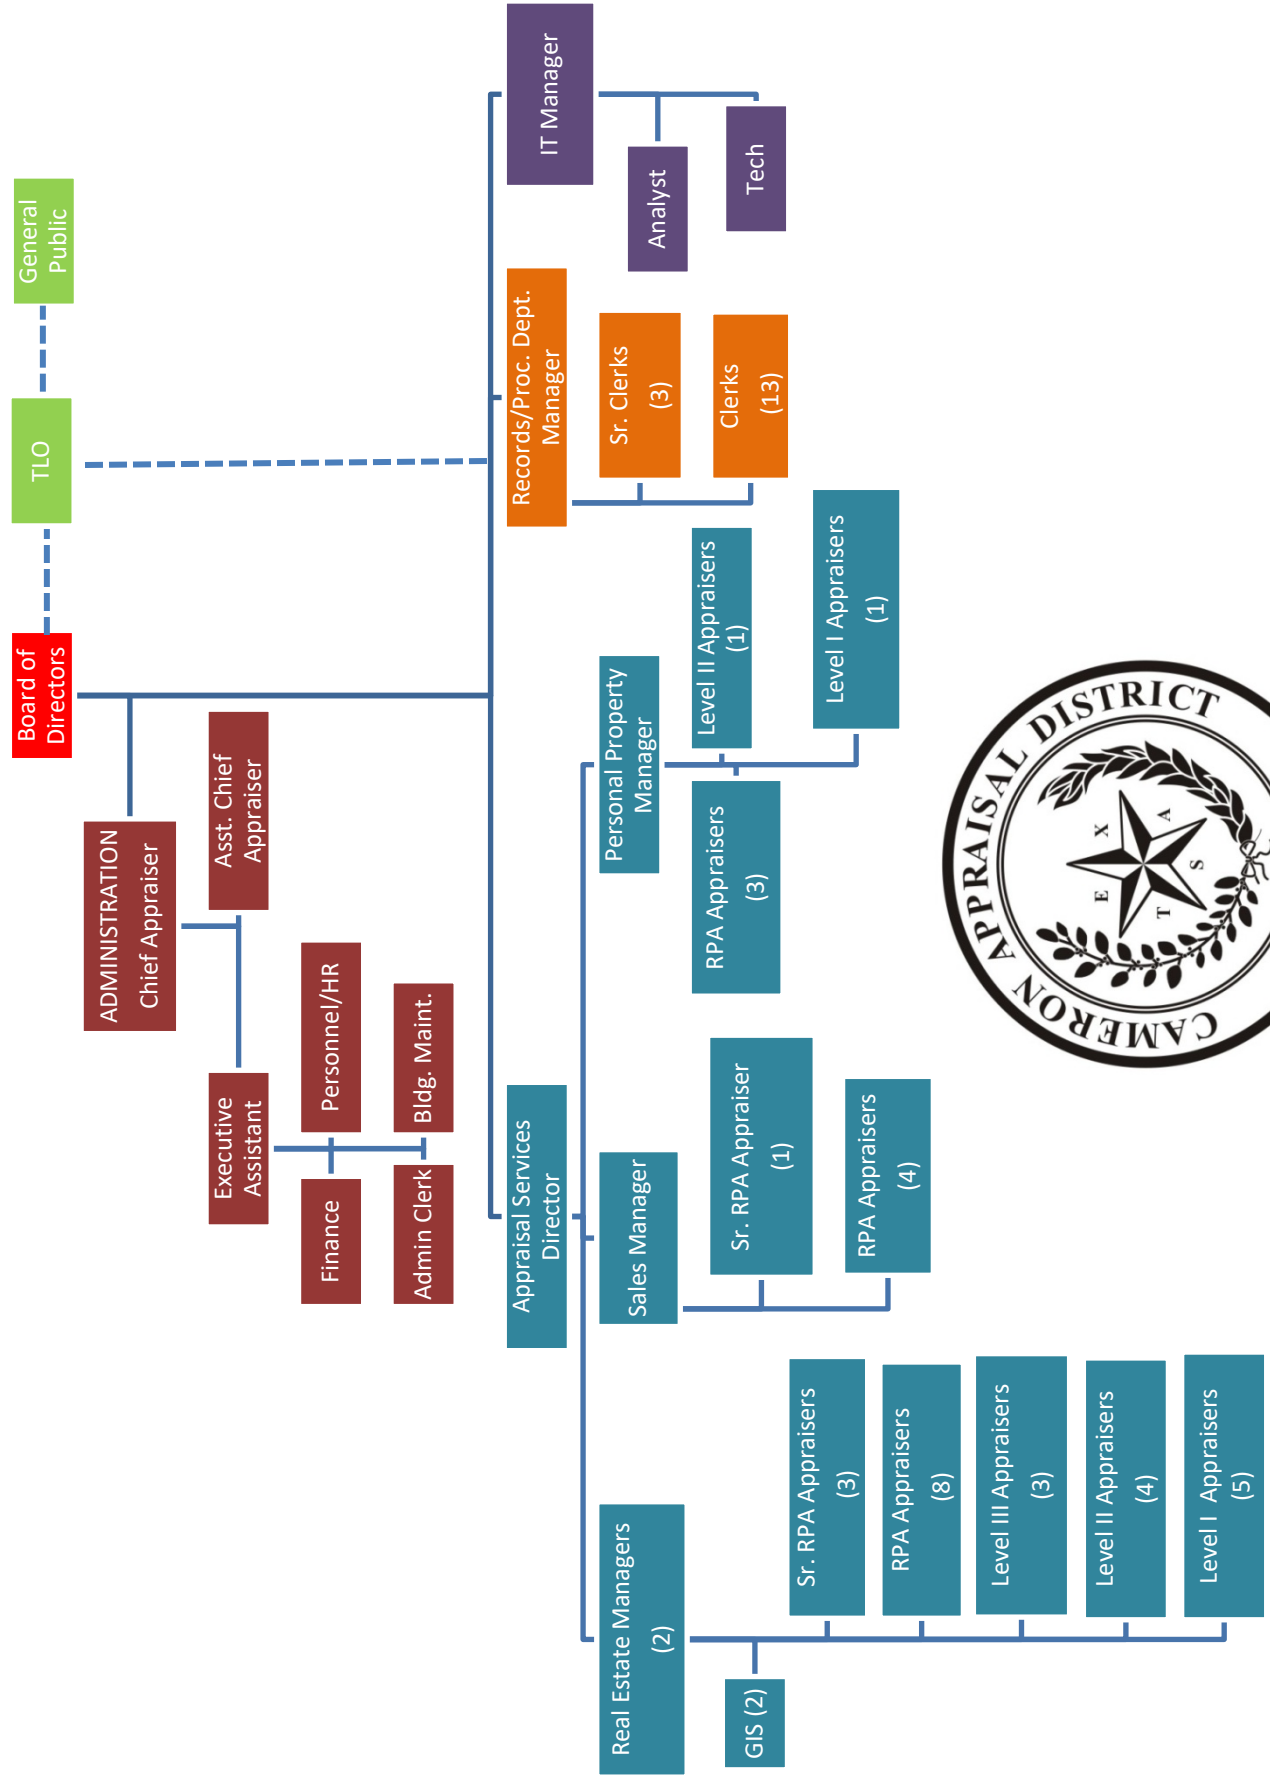 Board of
Directors
TLO
General
Public
ADMINISTRATION
Chief Appraiser
Executive
Assistant
Asst. Chief
Appraiser
Finance
Personnel/HR
Admin Clerk
Bldg. Maint.
Appraisal Services
Director
Records/Proc. Dept.
Manager
IT Manager
Real Estate Managers
(2)
Sales Manager
Personal Property
Manager
Sr. Clerks
(3)
Clerks
(13)
Analyst
Tech
GIS (2)
Sr. RPA Appraisers
(3)
RPA Appraisers
(8)
Level III Appraisers
(3)
Level II Appraisers
(4)
Level I  Appraisers
(5)
Sr. RPA Appraiser
(1)
RPA Appraisers
(4)
RPA Appraisers
(3)
Level II Appraisers
(1)
Level I Appraisers
(1)
CAMERON APPRAISAL DISTRICT
TEXAS